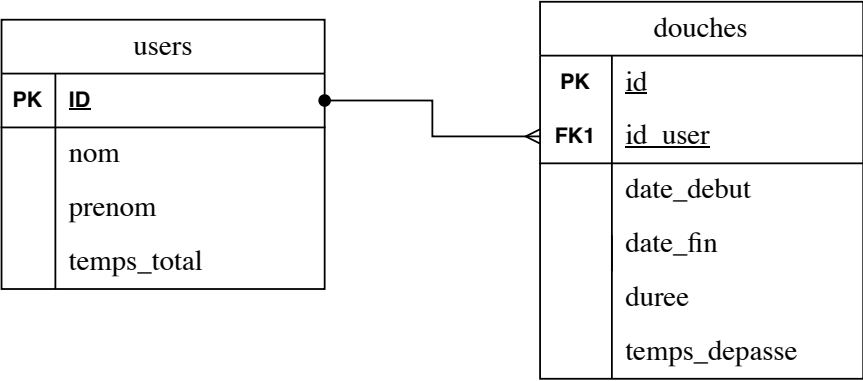 users
PK ID
nom
prenom
temps_total
douches
PK id
FK1 id_user
date_debut
date_fin
duree
temps_depasse